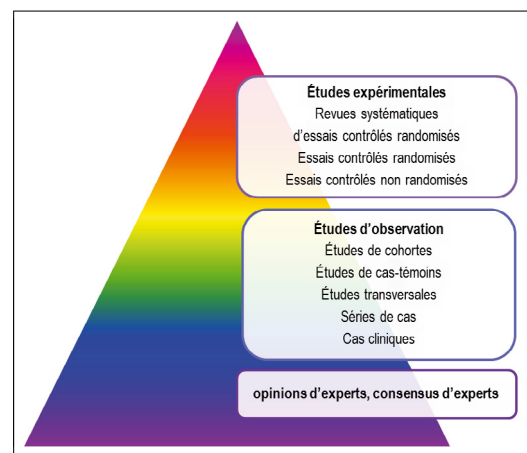 Études expérimentales
Revues systématiques
d'essais contrôlés randomisés
Essais contrôlés randomisés
Essais contrôlés non randomisés
Études d'observation
Études de cohortes
Études de cas-témoins
Études transversales
Séries de cas
Cas cliniques
opinions d'experts, consensus d'experts